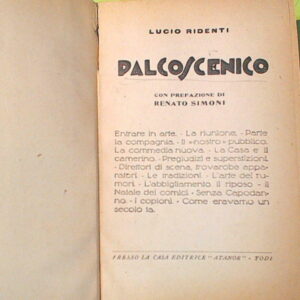 LUCIO RIDENTI
PALCOSCENICO
CON PREFAZIONE DI
RENATO SIMONI
Entrare in arte. - La riunione. - Parte
la compagnia. - Il «nostro» pubblico.
La commedia nuova. - La Casa e il
camerino. - Pregiudizi e superstizioni.
- Direttori di scena, trovarobe appa-
ratori. - Le tradizioni. - L'arte dei tu-
moni. - L'abbigliamento. Il riposo - il
Natale dei comici. - Senza Capodan-
no. - I copioni. - Come eravamo un
secolo fa.
PRESSO LA CASA EDITRICE "ATANOR" - TODI